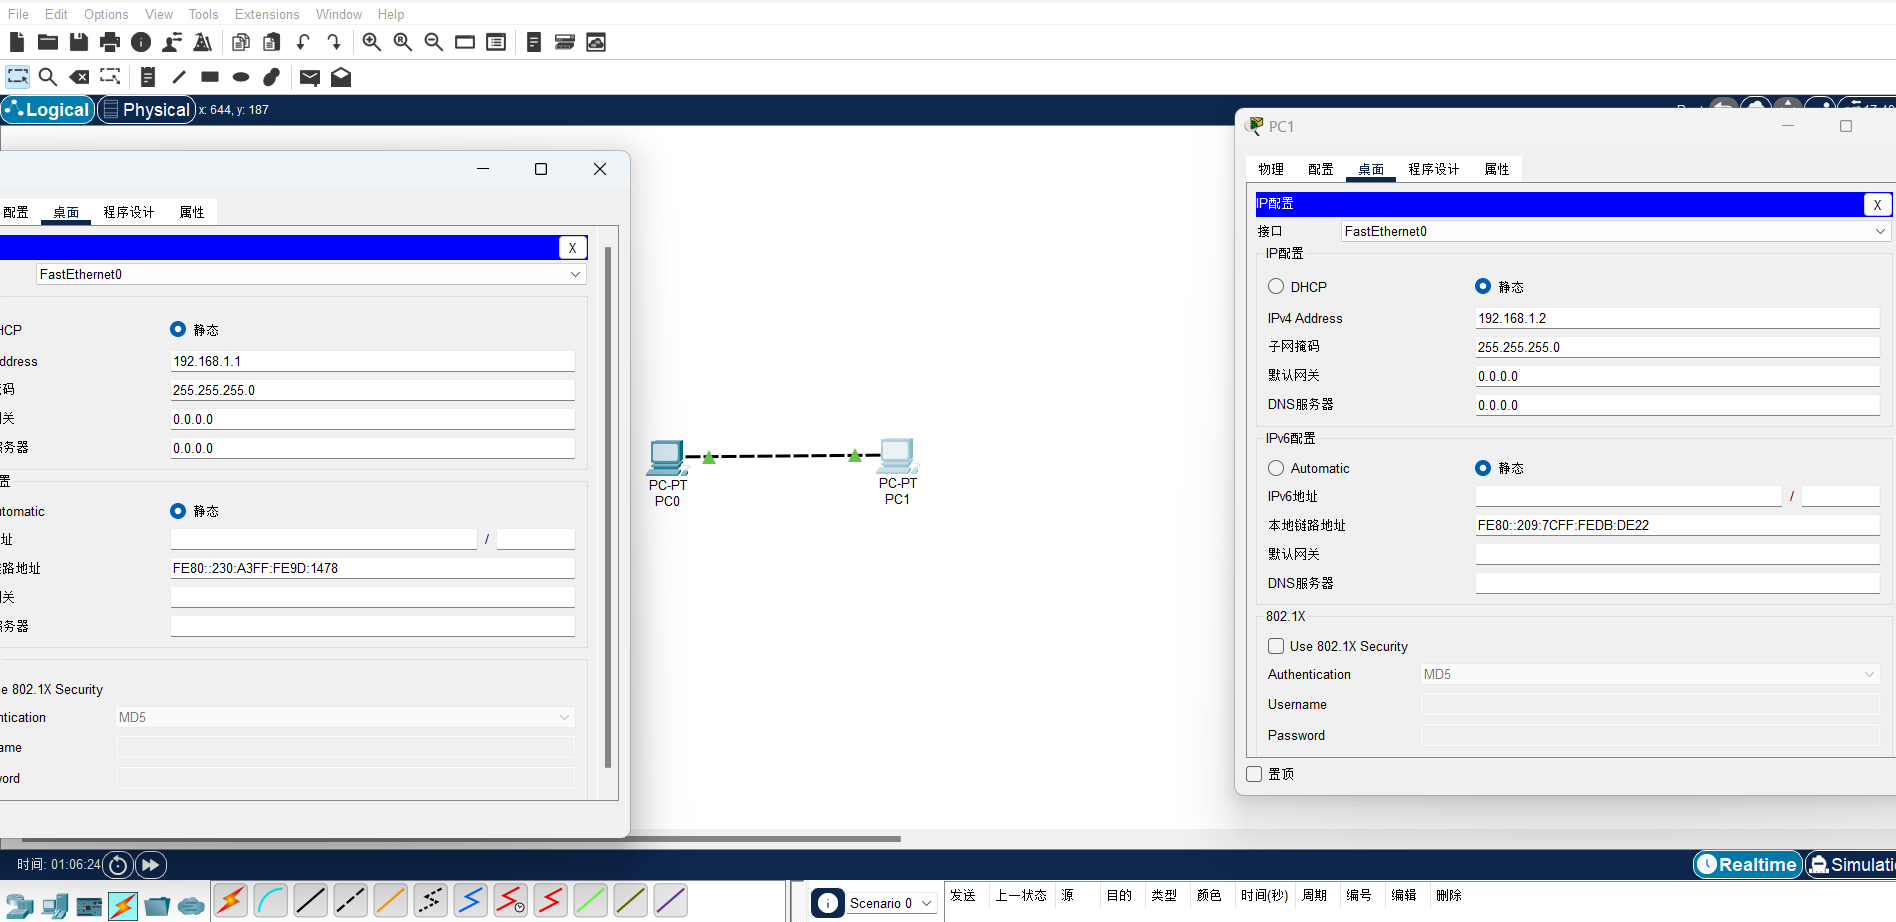 File Edit Options View Tools Extensions Window Help
Logical Physical x: 644, y: 187
配置 桌面 程序设计 属性
X
FastEthernet0
HCP 静态
ddress 192.168.1.1
码 255.255.255.0
关 0.0.0.0
务器 0.0.0.0
置
tomatic 静态
址 /
路地址 FE80::230:A3FF:FE9D:1478
关
务器
e 802.1X Security
ntication MD5
ame
ord
PC-PT
PC0
PC-PT
PC1
PC1
物理 配置 桌面 程序设计 属性
IP配置 X
接口 FastEthernet0
IP配置
DHCP 静态
IPv4 Address 192.168.1.2
子网掩码 255.255.255.0
默认网关 0.0.0.0
DNS服务器 0.0.0.0
IPv6配置
Automatic 静态
IPv6地址 /
本地链路地址 FE80::209:7CFF:FEDB:DE22
默认网关
DNS服务器
802.1X
Use 802.1X Security
Authentication MD5
Username
Password
置顶
时间: 01:06:24 Realtime Simulati
Scenario 0 发送 上一状态 源 目的 类型 颜色 时间(秒) 周期 编号 编辑 删除